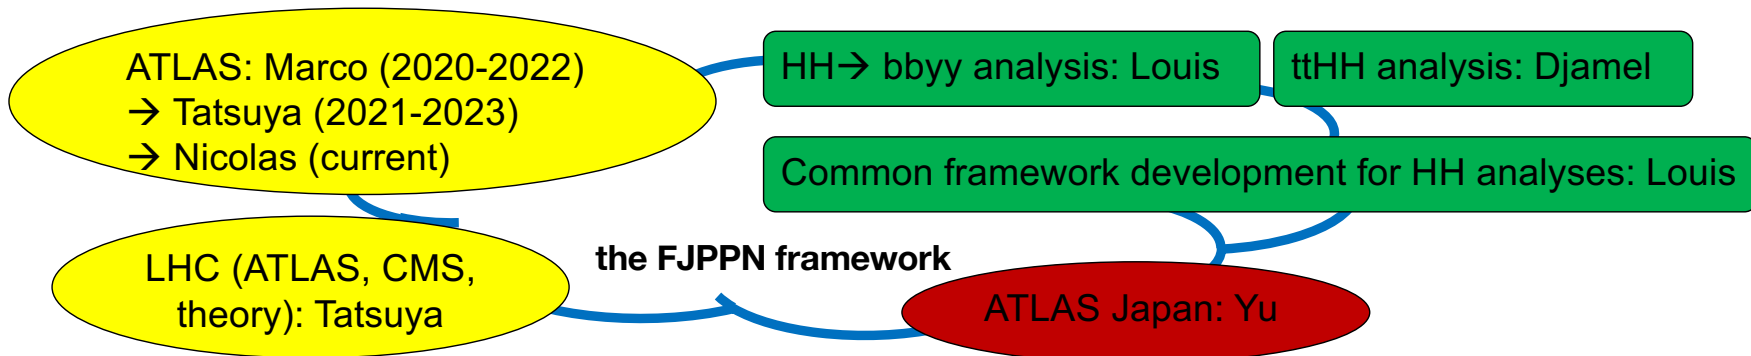 ATLAS: Marco (2020-2022)
→ Tatsuya (2021-2023)
→ Nicolas (current)
HH→ bbyy analysis: Louis
ttHH analysis: Djamel
Common framework development for HH analyses: Louis
LHC (ATLAS, CMS,
theory): Tatsuya
the FJPPN framework
ATLAS Japan: Yu